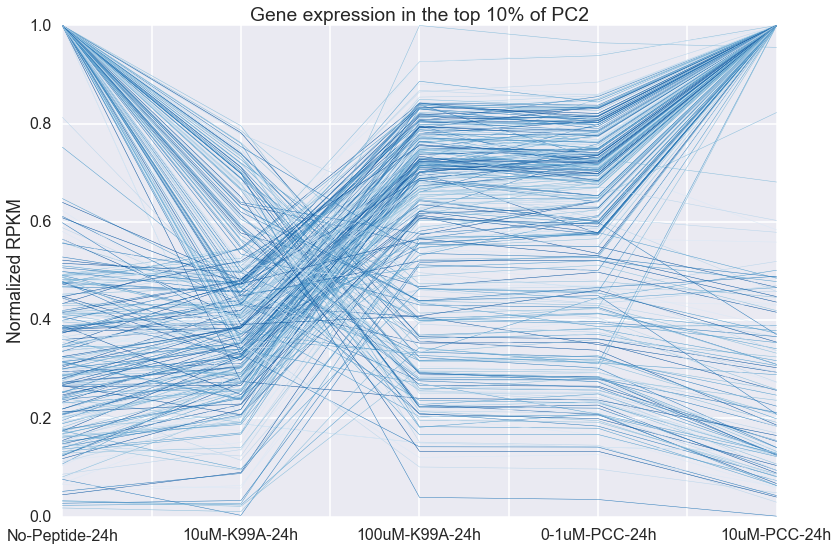 Gene expression in the top 10% of PC2
Normalized RPKM
1.0
0.8
0.6
0.4
0.2
0.0
No-Peptide-24h 10uM-K99A-24h 100uM-K99A-24h 0-1uM-PCC-24h 10uM-PCC-24h